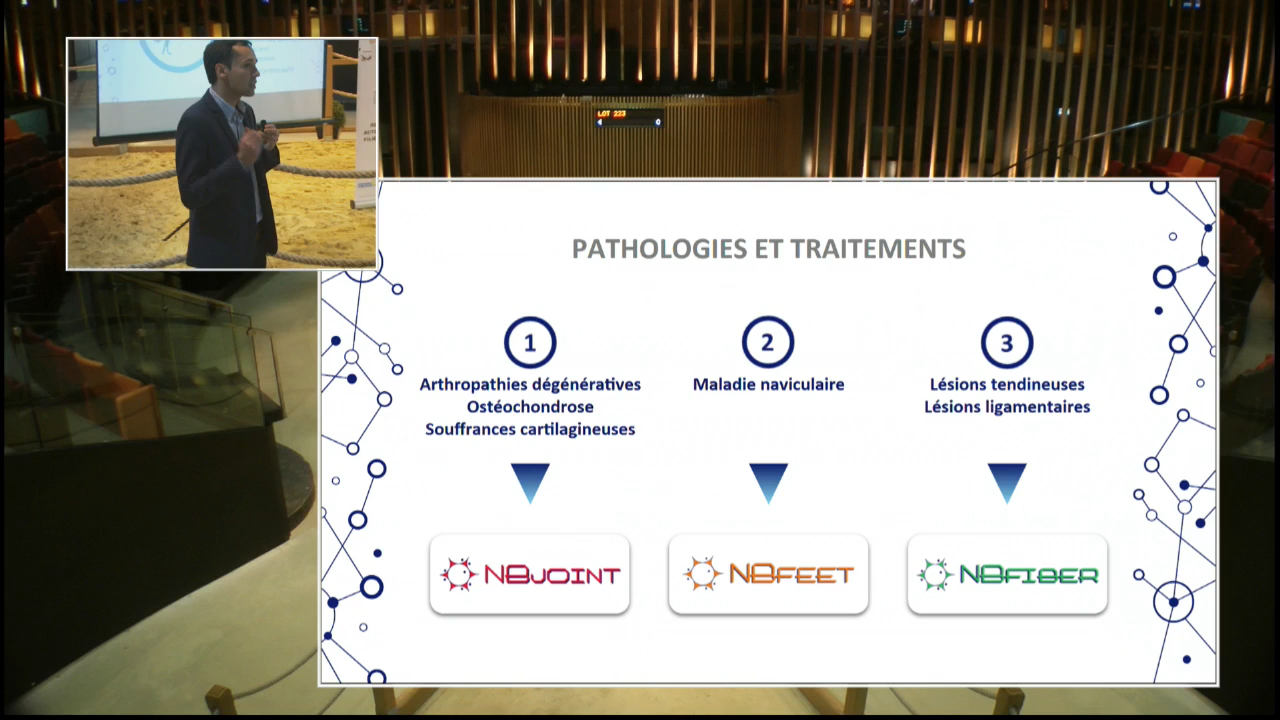 LOT 223
0
PATHOLOGIES ET TRAITEMENTS
1
Arthropathies dégénératives
Ostéochondrose
Souffrances cartilagineuses
2
Maladie naviculaire
3
Lésions tendineuses
Lésions ligamentaires
NBJOINT
NBFEET
NBFIBER